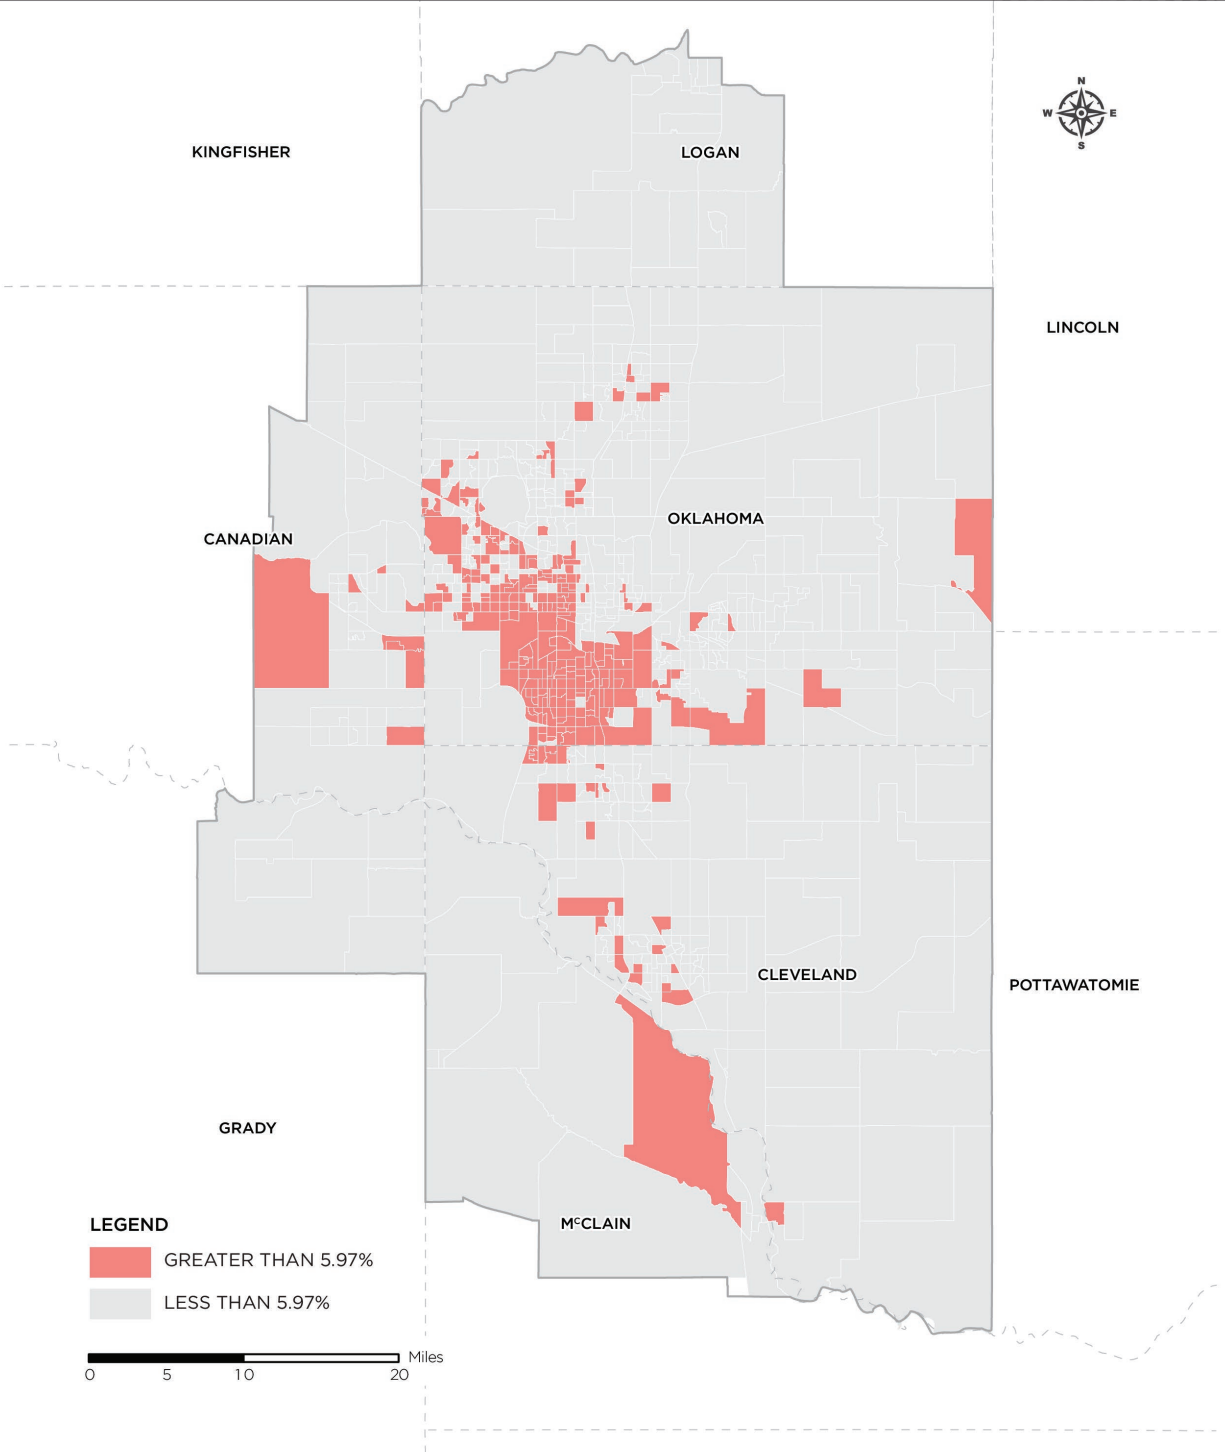 N
W E
S
KINGFISHER
LOGAN
LINCOLN
OKLAHOMA
CANADIAN
CLEVELAND
POTTAWATOMIE
GRADY
McCLAIN
LEGEND
GREATER THAN 5.97%
LESS THAN 5.97%
Miles
0 5 10 20